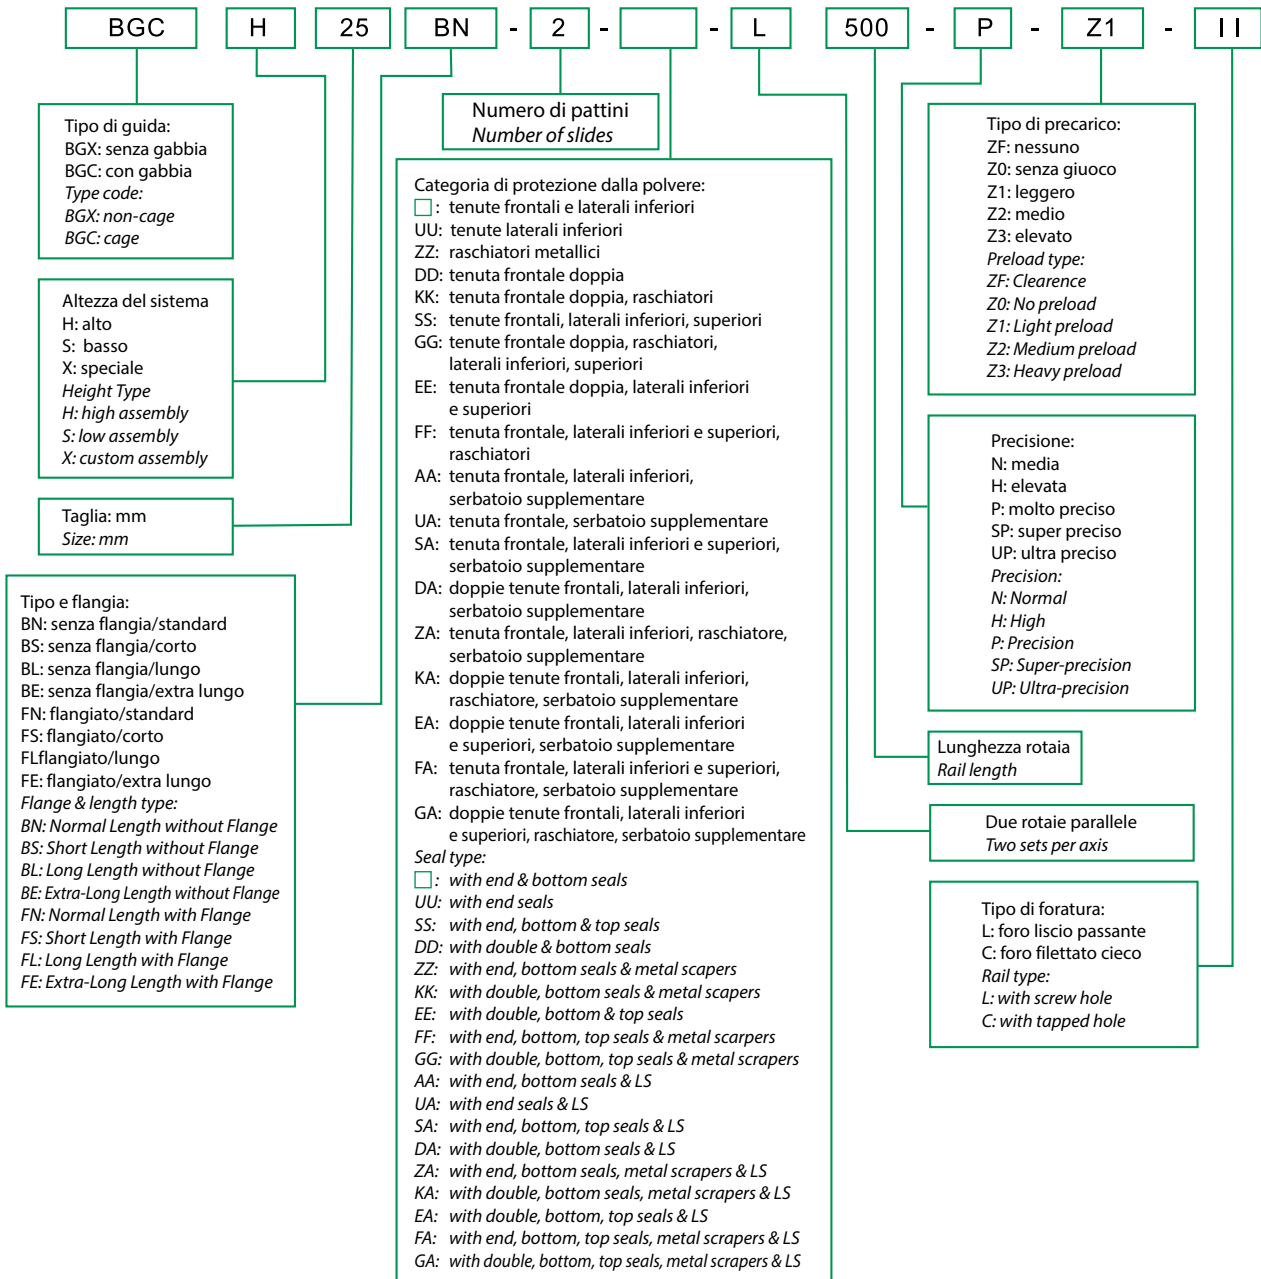 BGC H 25 BN - 2 - - L 500 - P - Z1 - II
Tipo di guida:
BGX: senza gabbia
BGC: con gabbia
Type code:
BGX: non-cage
BGC: cage
Altezza del sistema
H: alto
S: basso
X: speciale
Height Type
H: high assembly
S: low assembly
X: custom assembly
Taglia: mm
Size: mm
Tipo e flangia:
BN: senza flangia/standard
BS: senza flangia/corto
BL: senza flangia/lungo
BE: senza flangia/extra lungo
FN: flangiato/standard
FS: flangiato/corto
FLflangiato/lungo
FE: flangiato/extra lungo
Flange & length type:
BN: Normal Length without Flange
BS: Short Length without Flange
BL: Long Length without Flange
BE: Extra-Long Length without Flange
FN: Normal Length with Flange
FS: Short Length with Flange
FL: Long Length with Flange
FE: Extra-Long Length with Flange
Numero di pattini
Number of slides
Categoria di protezione dalla polvere:
□: tenute frontali e laterali inferiori
UU: tenute laterali inferiori
ZZ: raschiatori metallici
DD: tenuta frontale doppia
KK: tenuta frontale doppia, raschiatori
SS: tenute frontali, laterali inferiori, superiori
GG: tenute frontale doppia, raschiatori,
laterali inferiori, superiori
EE: tenuta frontale doppia, laterali inferiori
e superiori
FF: tenuta frontale, laterali inferiori e superiori,
raschiatori
AA: tenuta frontale, laterali inferiori,
serbatoio supplementare
UA: tenuta frontale, serbatoio supplementare
SA: tenuta frontale, laterali inferiori e superiori,
serbatoio supplementare
DA: doppie tenute frontali, laterali inferiori,
serbatoio supplementare
ZA: tenuta frontale, laterali inferiori, raschiatore,
serbatoio supplementare
KA: doppie tenute frontali, laterali inferiori,
raschiatore, serbatoio supplementare
EA: doppie tenute frontali, laterali inferiori
e superiori, serbatoio supplementare
FA: tenuta frontale, laterali inferiori e superiori,
raschiatore, serbatoio supplementare
GA: doppie tenute frontali, laterali inferiori
e superiori, raschiatore, serbatoio supplementare
Seal type:
□: with end & bottom seals
UU: with end seals
SS: with end, bottom & top seals
DD: with double & bottom seals
ZZ: with end, bottom seals & metal scapers
KK: with double, bottom seals & metal scapers
EE: with double, bottom & top seals
FF: with end, bottom, top seals & metal scarpers
GG: with double, bottom, top seals & metal scrapers
AA: with end, bottom seals & LS
UA: with end seals & LS
SA: with end, bottom, top seals & LS
DA: with double, bottom seals & LS
ZA: with end, bottom seals, metal scrapers & LS
KA: with double, bottom seals, metal scrapers & LS
EA: with double, bottom, top seals & LS
FA: with end, bottom, top seals, metal scrapers & LS
GA: with double, bottom, top seals, metal scrapers & LS
Tipo di precarico:
ZF: nessuno
Z0: senza giuoco
Z1: leggero
Z2: medio
Z3: elevato
Preload type:
ZF: Clearence
Z0: No preload
Z1: Light preload
Z2: Medium preload
Z3: Heavy preload
Precisione:
N: media
H: elevata
P: molto preciso
SP: super preciso
UP: ultra preciso
Precision:
N: Normal
H: High
P: Precision
SP: Super-precision
UP: Ultra-precision
Lunghezza rotaia
Rail length
Due rotaie parallele
Two sets per axis
Tipo di foratura:
L: foro liscio passante
C: foro filettato cieco
Rail type:
L: with screw hole
C: with tapped hole